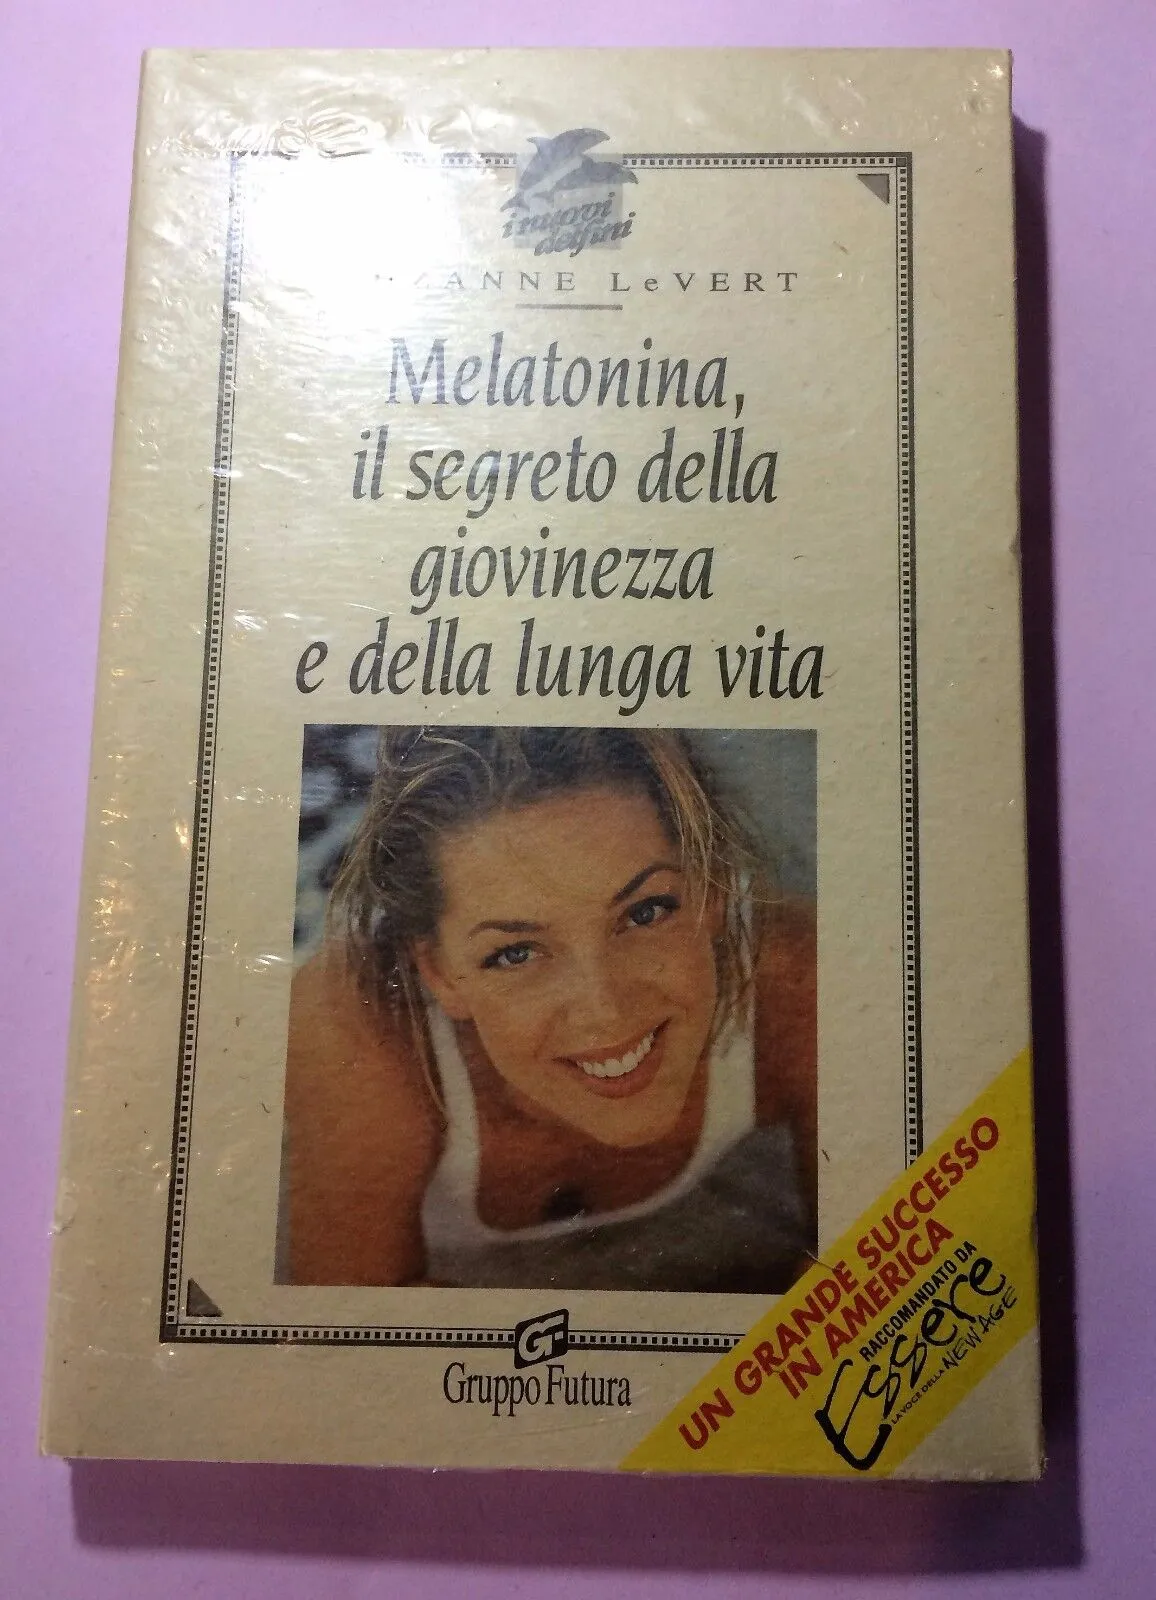 i nuovi
delfini
ZANNE LeVERT
Melatonina,
il segreto della
giovinezza
e della lunga vita
GF
Gruppo Futura
UN GRANDE SUCCESSO
IN AMERICA
RACCOMANDATO DA
Essere
LA VOCE DELLA NEW AGE